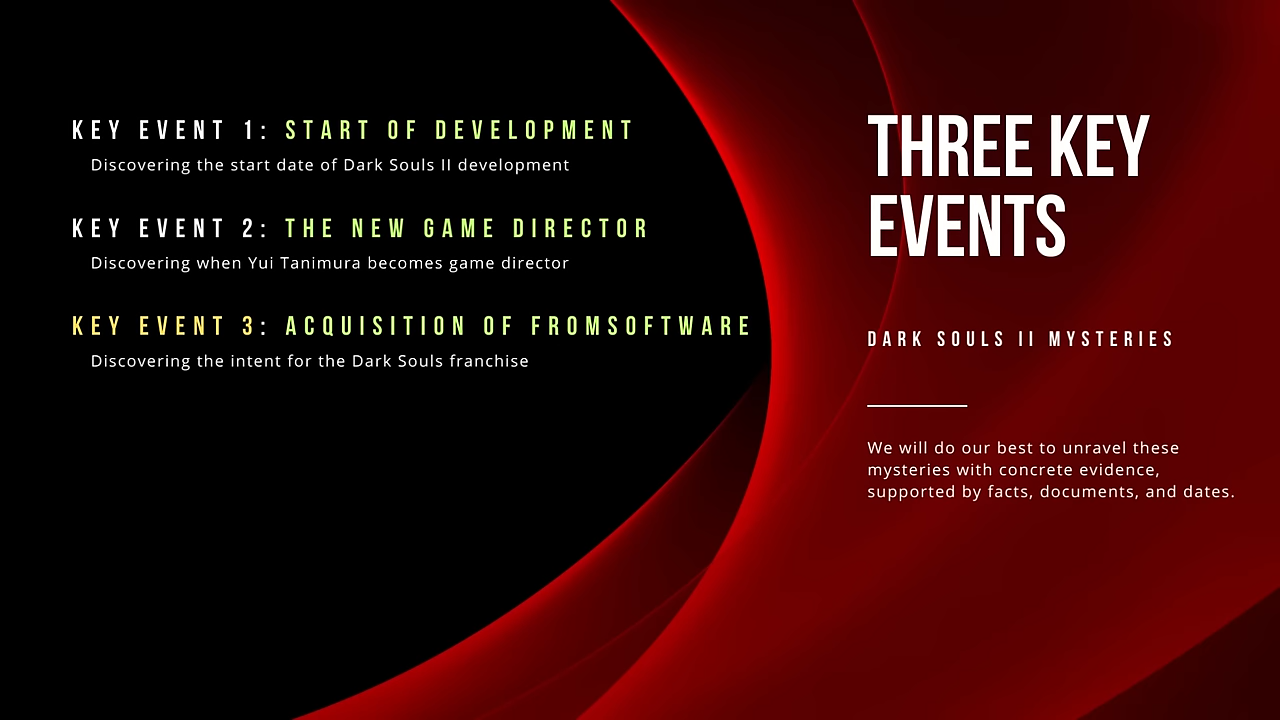 KEY EVENT 1: START OF DEVELOPMENT
Discovering the start date of Dark Souls II development
KEY EVENT 2: THE NEW GAME DIRECTOR
Discovering when Yui Tanimura becomes game director
KEY EVENT 3: ACQUISITION OF FROMSOFTWARE
Discovering the intent for the Dark Souls franchise
THREE KEY
EVENTS
DARK SOULS II MYSTERIES
We will do our best to unravel these
mysteries with concrete evidence,
supported by facts, documents, and dates.